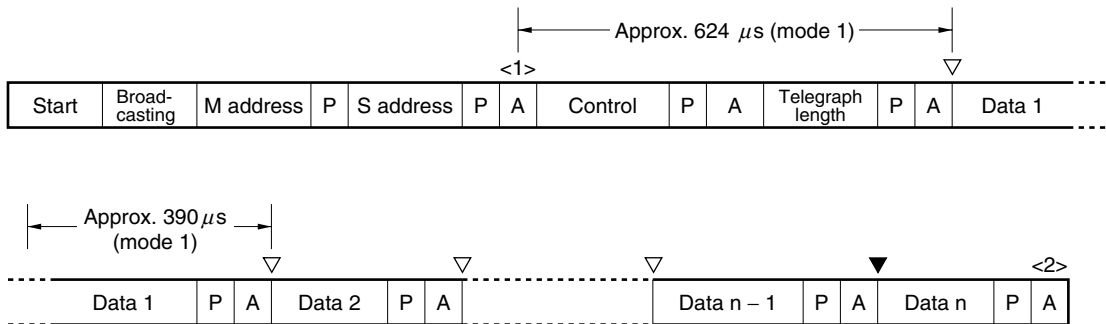 Approx. 624 μs (mode 1)
<1>
Start Broad-casting M address P S address P A Control P A Telegraph length P A Data 1
Approx. 390 μs
(mode 1)
<2>
Data 1 P A Data 2 P A Data n – 1 P A Data n P A